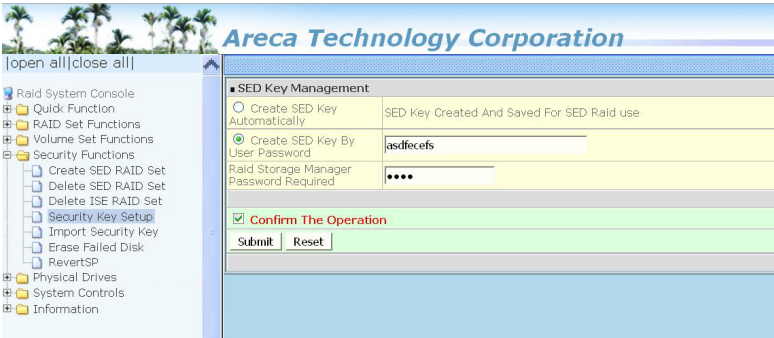 Areca Technology Corporation
|open all|close all|
Raid System Console
Quick Function
RAID Set Functions
Volume Set Functions
Security Functions
Create SED RAID Set
Delete SED RAID Set
Delete ISE RAID Set
Security Key Setup
Import Security Key
Erase Failed Disk
RevertSP
Physical Drives
System Controls
Information
SED Key Management
Create SED Key
Automatically
SED Key Created And Saved For SED Raid use
Create SED Key By
User Password
asdfecefs
Raid Storage Manager
Password Required
••••
Confirm The Operation
Submit Reset